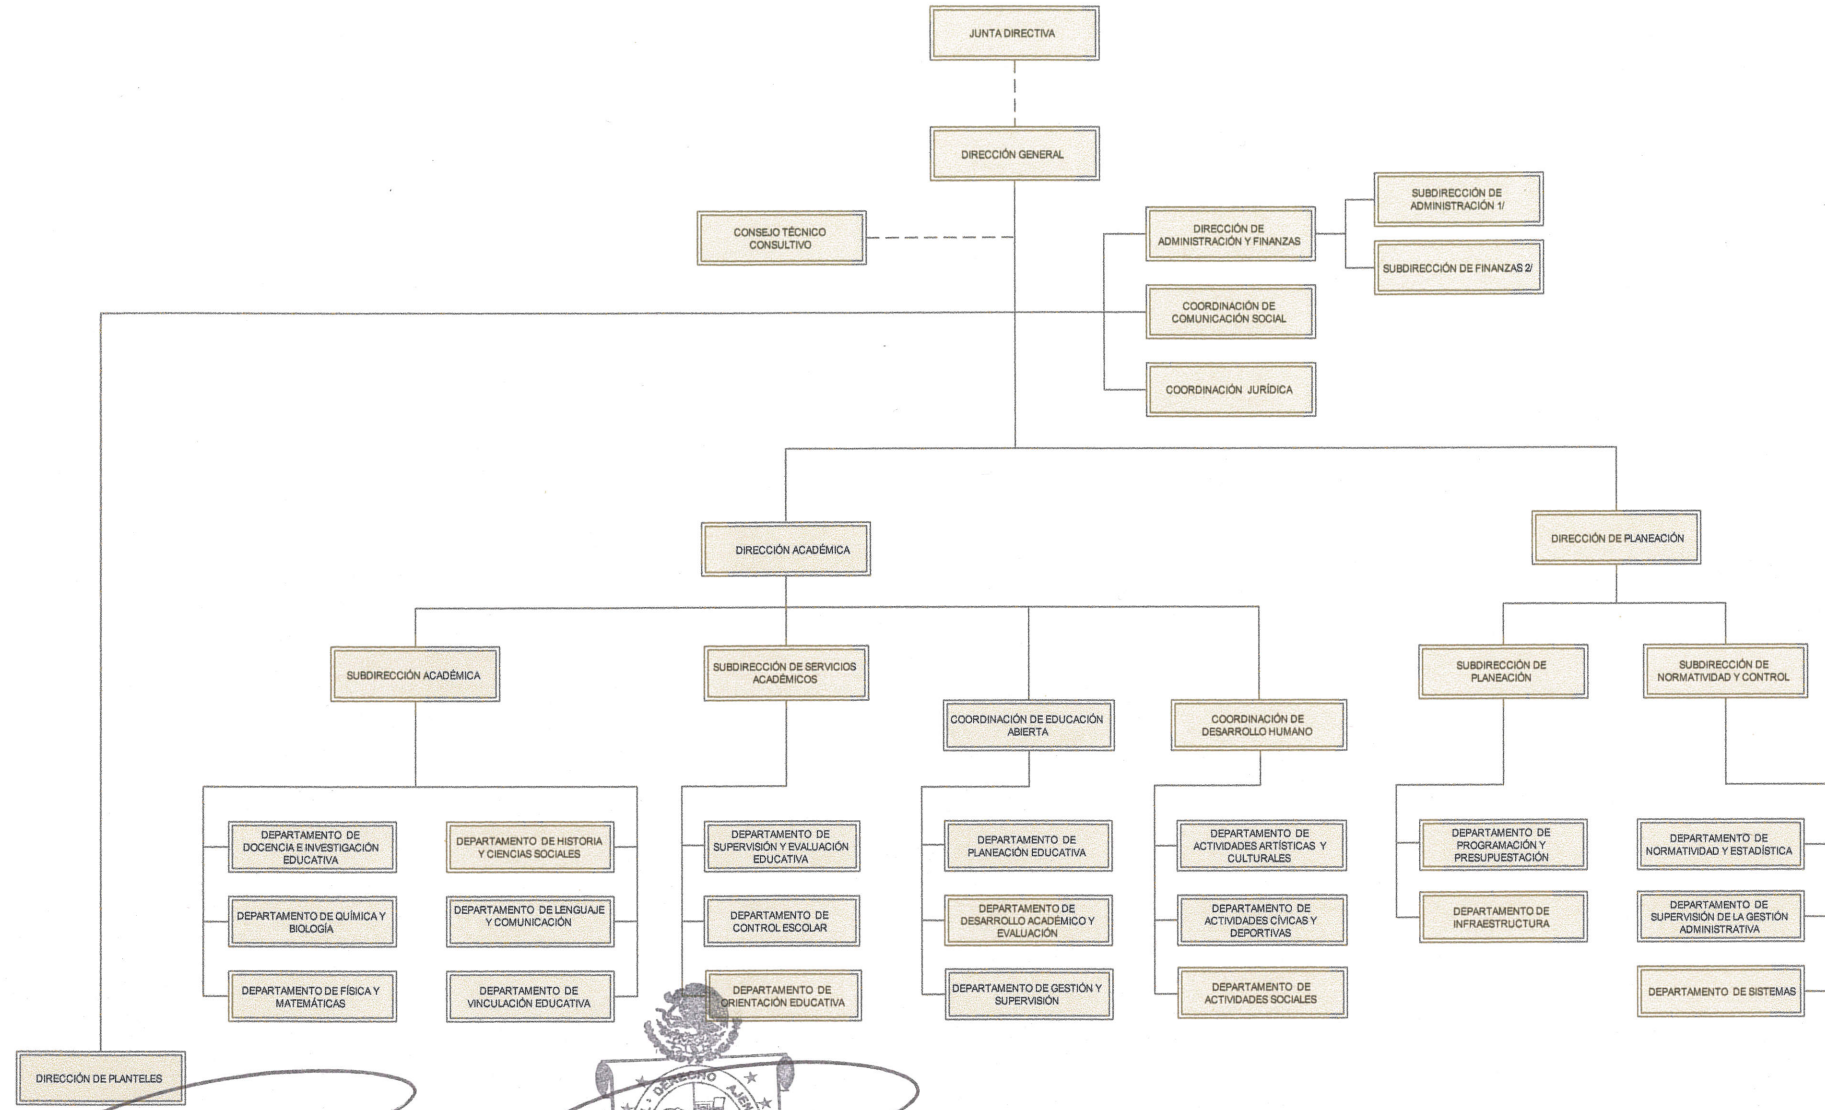 JUNTA DIRECTIVA
DIRECCIÓN GENERAL
CONSEJO TÉCNICO
CONSULTIVO
DIRECCIÓN DE
ADMINISTRACIÓN Y FINANZAS
SUBDIRECCIÓN DE
ADMINISTRACIÓN 1/
SUBDIRECCIÓN DE FINANZAS 2/
COORDINACIÓN DE
COMUNICACIÓN SOCIAL
COORDINACIÓN JURÍDICA
DIRECCIÓN ACADÉMICA
DIRECCIÓN DE PLANEACIÓN
SUBDIRECCIÓN ACADÉMICA
SUBDIRECCIÓN DE SERVICIOS
ACADÉMICOS
COORDINACIÓN DE EDUCACIÓN
ABIERTA
COORDINACIÓN DE
DESARROLLO HUMANO
SUBDIRECCIÓN DE
PLANEACIÓN
SUBDIRECCIÓN DE
NORMATIVIDAD Y CONTROL
DEPARTAMENTO DE
DOCENCIA E INVESTIGACIÓN
EDUCATIVA
DEPARTAMENTO DE HISTORIA
Y CIENCIAS SOCIALES
DEPARTAMENTO DE
SUPERVISIÓN Y EVALUACIÓN
EDUCATIVA
DEPARTAMENTO DE
PLANEACIÓN EDUCATIVA
DEPARTAMENTO DE
ACTIVIDADES ARTÍSTICAS Y
CULTURALES
DEPARTAMENTO DE
PROGRAMACIÓN Y
PRESUPUESTACIÓN
DEPARTAMENTO DE
NORMATIVIDAD Y ESTADÍSTICA
DEPARTAMENTO DE QUÍMICA Y
BIOLOGÍA
DEPARTAMENTO DE LENGUAJE
Y COMUNICACIÓN
DEPARTAMENTO DE
CONTROL ESCOLAR
DEPARTAMENTO DE
DESARROLLO ACADÉMICO Y
EVALUACIÓN
DEPARTAMENTO DE
ACTIVIDADES CÍVICAS Y
DEPORTIVAS
DEPARTAMENTO DE
INFRAESTRUCTURA
DEPARTAMENTO DE
SUPERVISIÓN DE LA GESTIÓN
ADMINISTRATIVA
DEPARTAMENTO DE FÍSICA Y
MATEMÁTICAS
DEPARTAMENTO DE
VINCULACIÓN EDUCATIVA
DEPARTAMENTO DE
ORIENTACIÓN EDUCATIVA
DEPARTAMENTO DE GESTIÓN Y
SUPERVISIÓN
DEPARTAMENTO DE
ACTIVIDADES SOCIALES
DEPARTAMENTO DE SISTEMAS
DIRECCIÓN DE PLANTELES
DERECHO